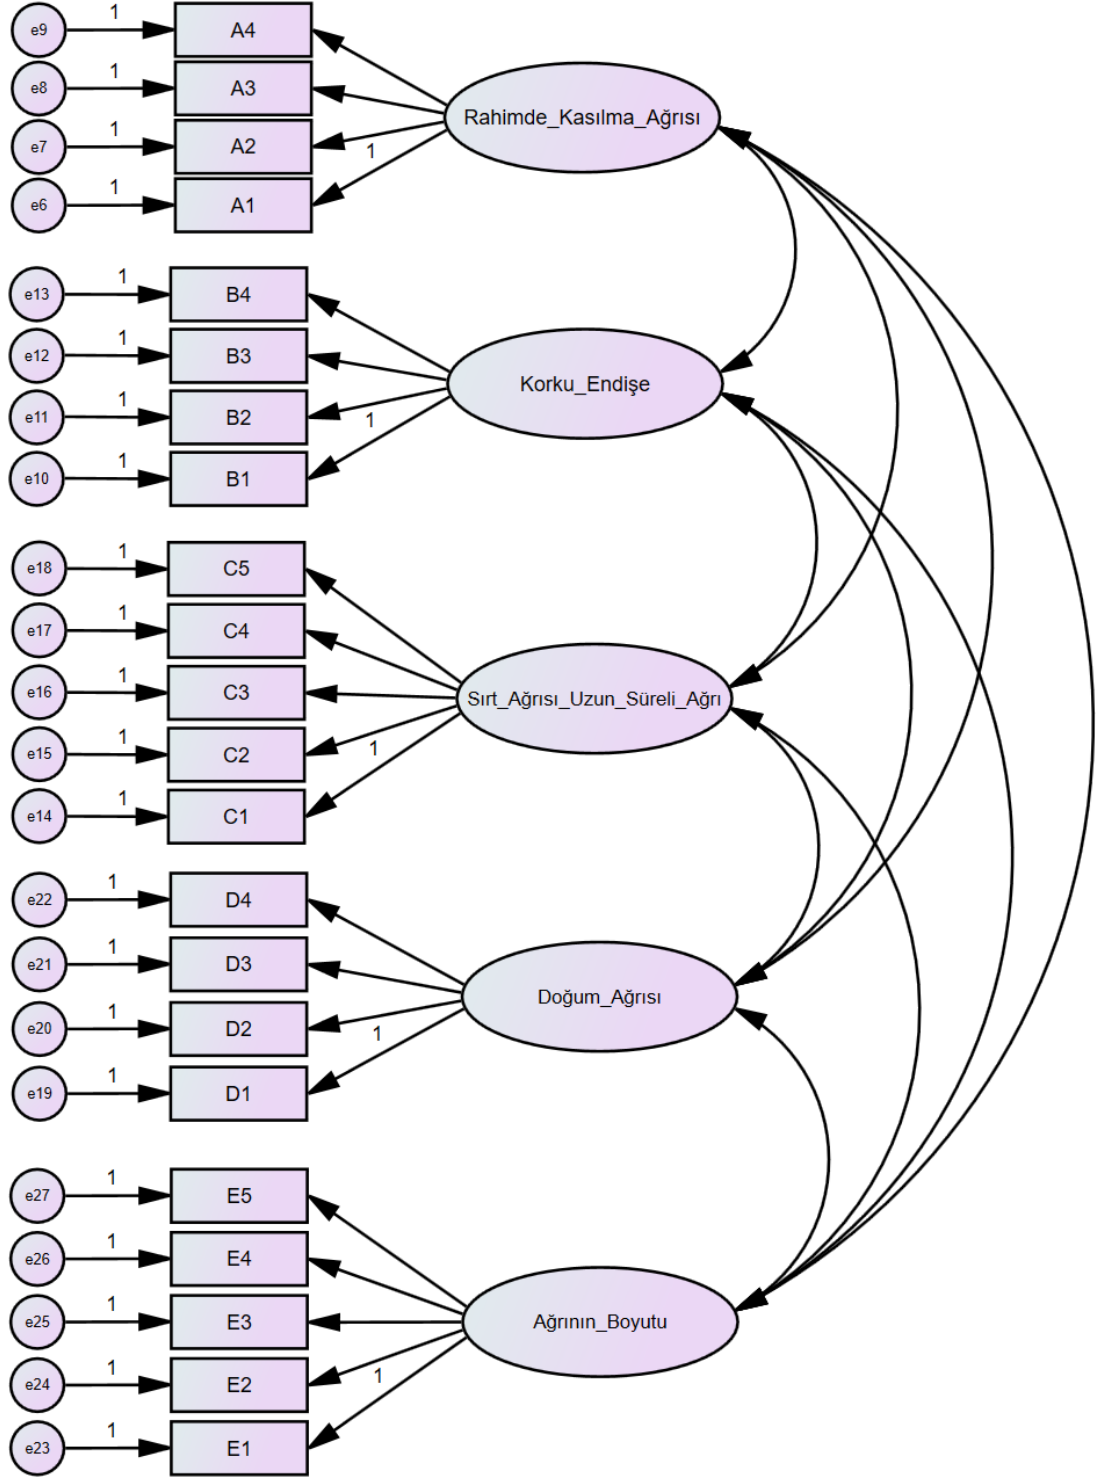 e9 1 A4
e8 1 A3
e7 1 A2
e6 1 A1
1
Rahimde_Kasılma_Ağrısı
e13 1 B4
e12 1 B3
e11 1 B2
e10 1 B1
1
Korku_Endişe
e18 1 C5
e17 1 C4
e16 1 C3
e15 1 C2
e14 1 C1
1
Sırt_Ağrısı_Uzun_Süreli_Ağrı
e22 1 D4
e21 1 D3
e20 1 D2
e19 1 D1
1
Doğum_Ağrısı
e27 1 E5
e26 1 E4
e25 1 E3
e24 1 E2
e23 1 E1
1
Ağrının_Boyutu